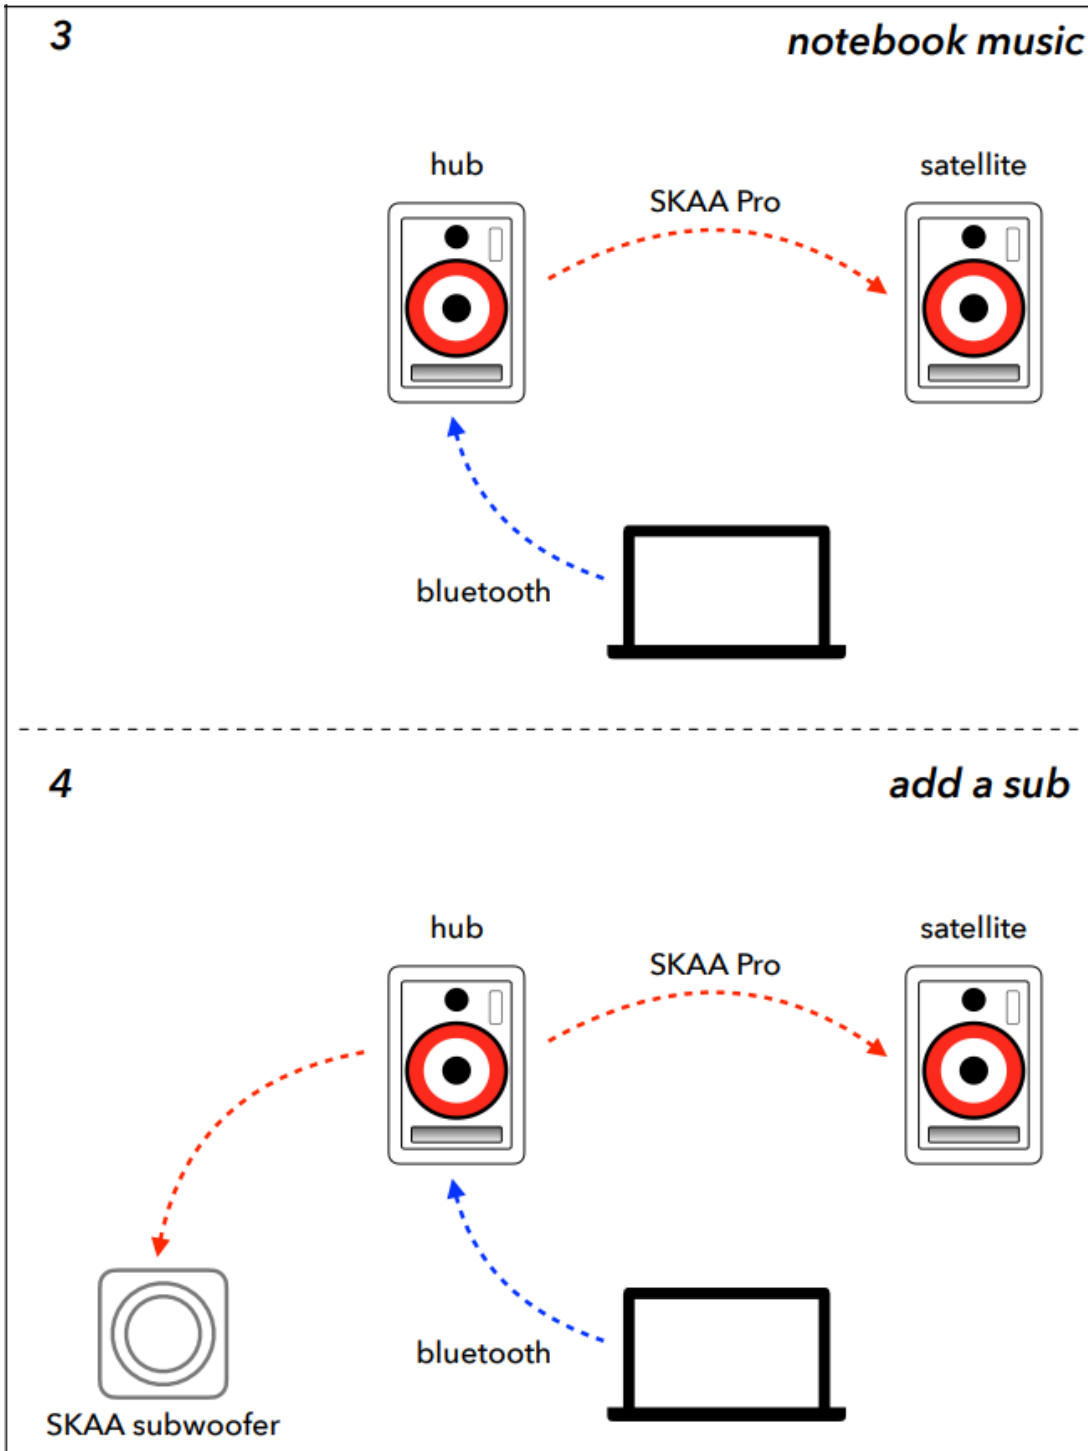 3
notebook music
hub
satellite
SKAA Pro
bluetooth
4
add a sub
hub
satellite
SKAA Pro
bluetooth
SKAA subwoofer